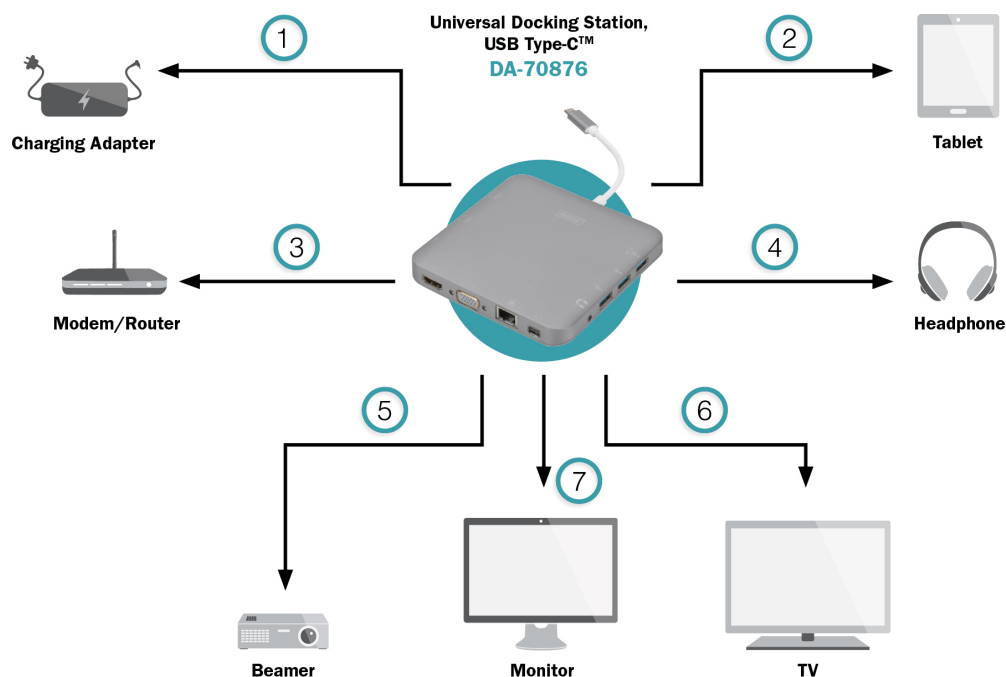 Universal Docking Station,
USB Type-C™
DA-70876
1
2
Charging Adapter
Tablet
3
4
Modem/Router
Headphone
5
6
7
Beamer
Monitor
TV